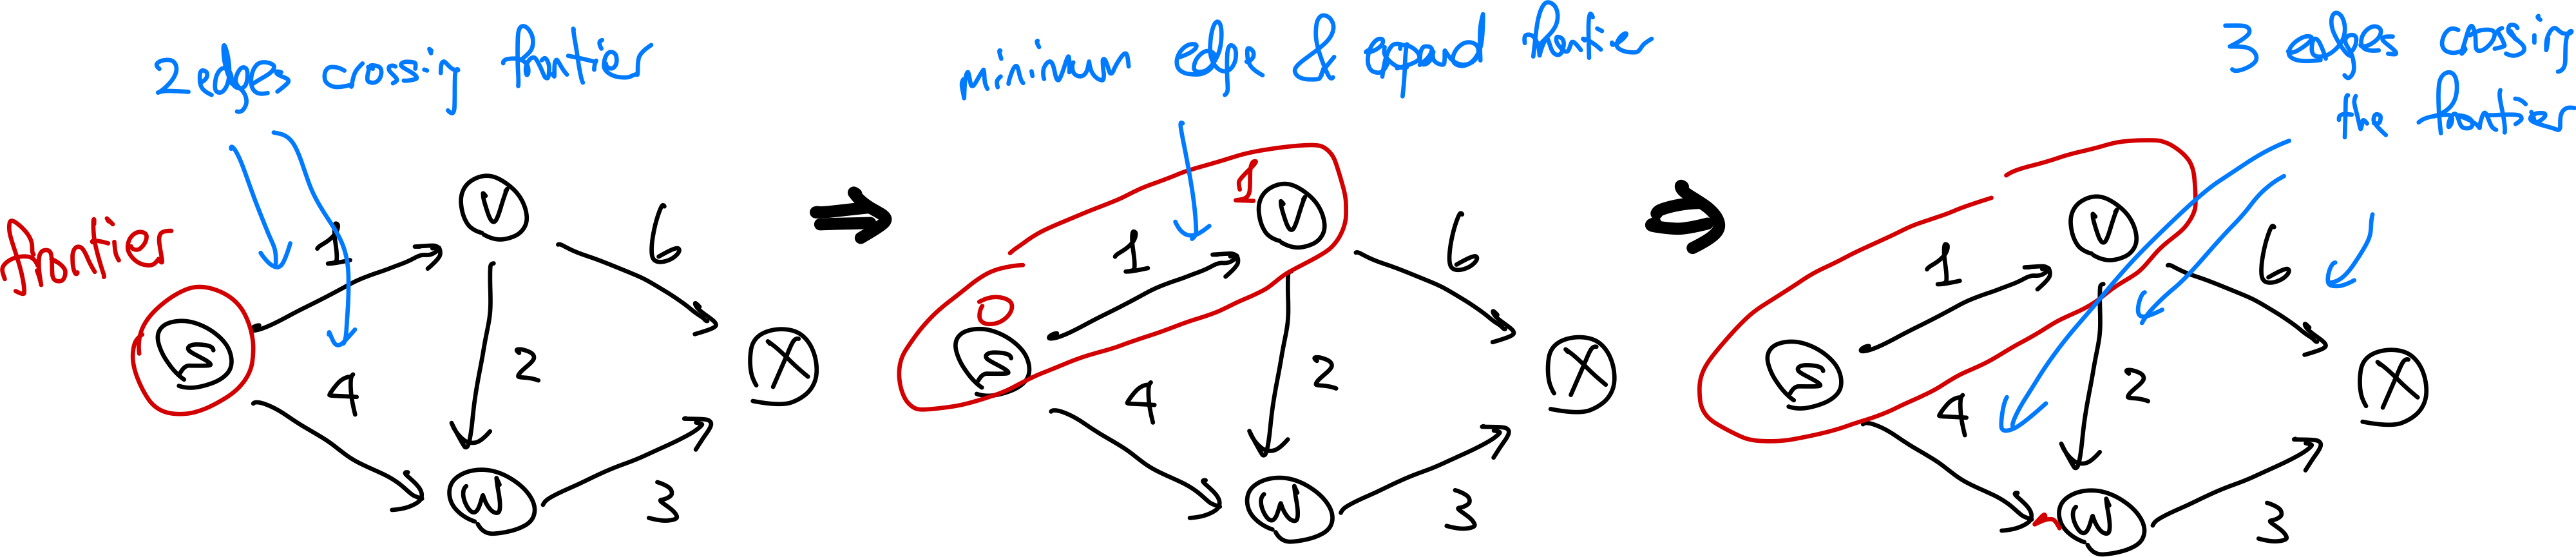 2 edges crossing frontier
frontier
1
6
4
2
3
S
V
W
X
minimum edge & expand frontier
1
0
1
6
4
2
3
S
V
W
X
3 edges crossing
the frontier
1
6
4
2
3
S
V
W
X